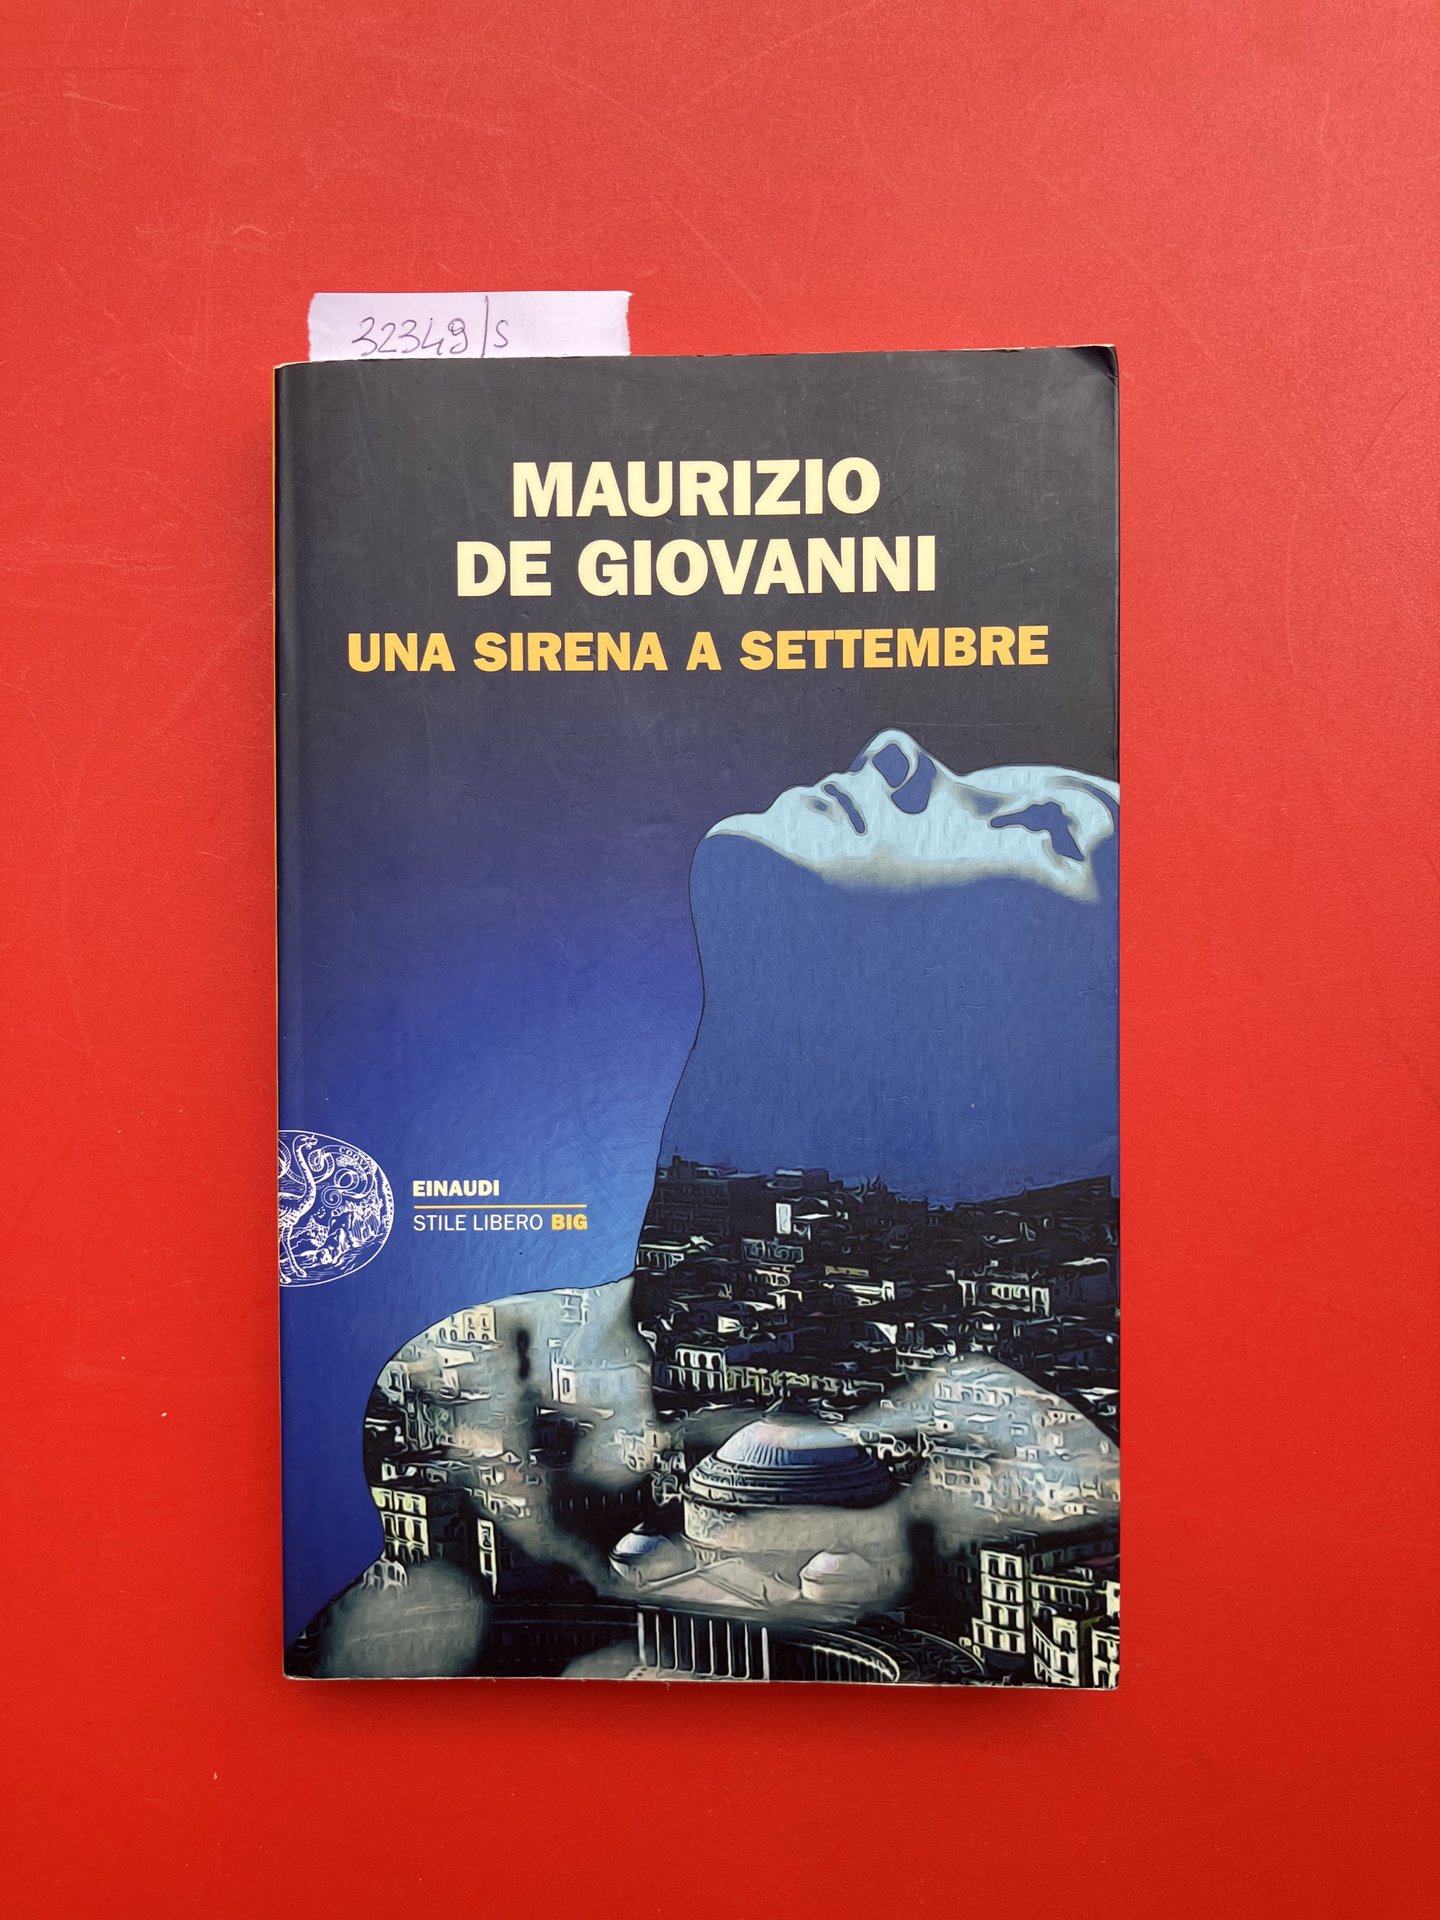 32349/s
MAURIZIO
DE GIOVANNI
UNA SIRENA A SETTEMBRE
EINAUDI
STILE LIBERO BIG